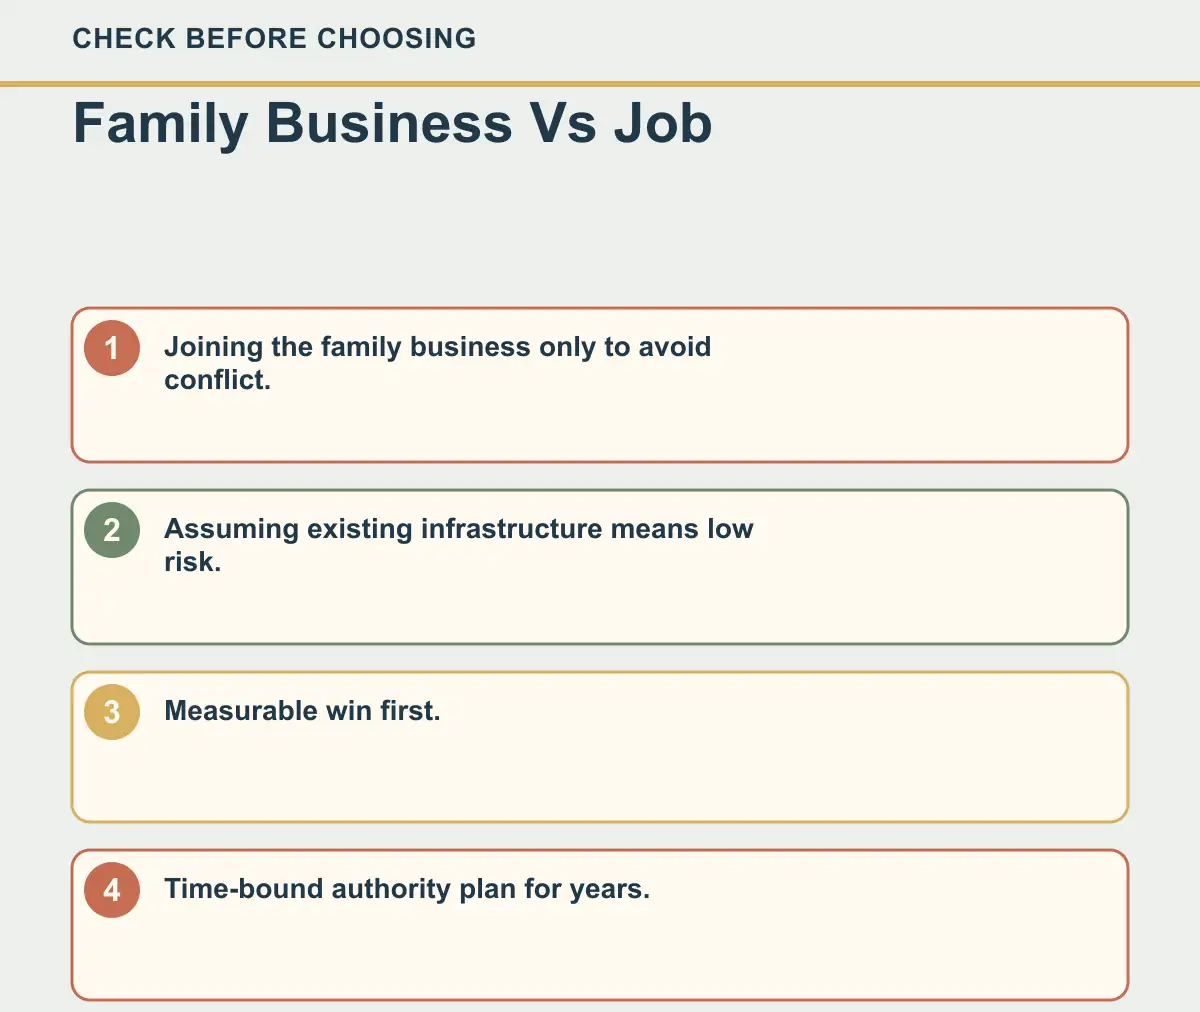 CHECK BEFORE CHOOSING
Family Business Vs Job
1
Joining the family business only to avoid
conflict.
2
Assuming existing infrastructure means low
risk.
3
Measurable win first.
4
Time-bound authority plan for years.